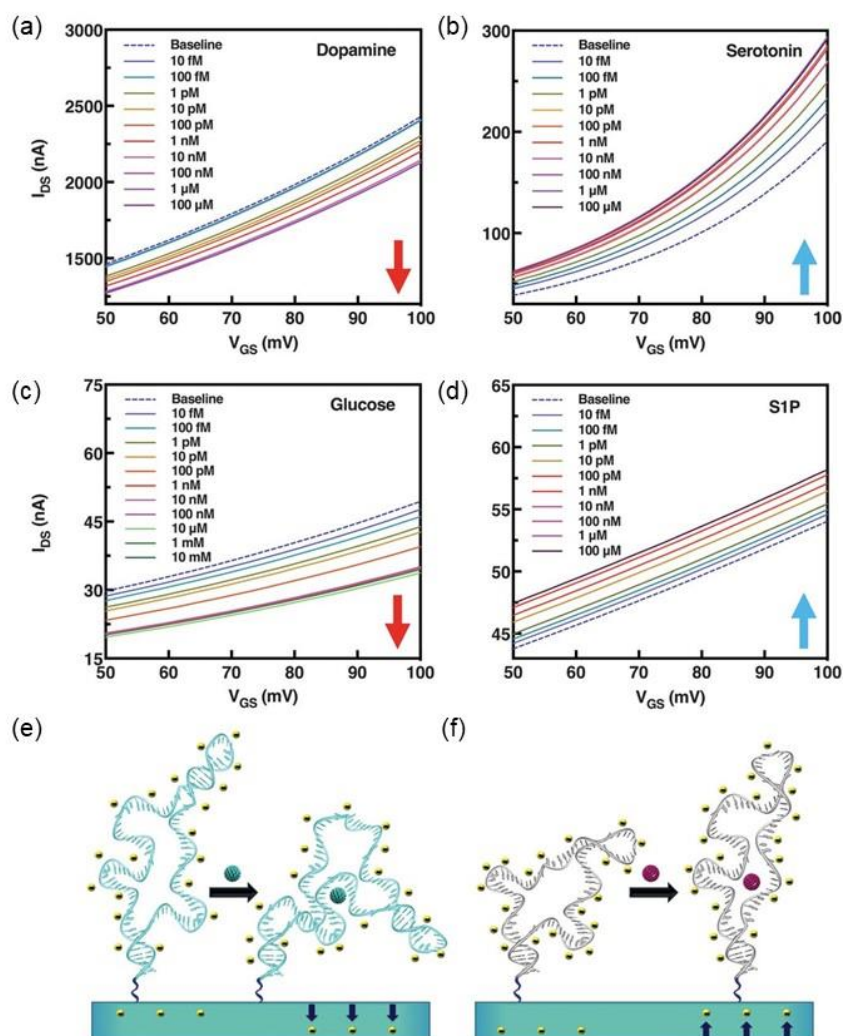 (a)
3000
2500
2000
1500
I_DS (nA)
Dopamine
Baseline
10 fM
100 fM
1 pM
10 pM
100 pM
1 nM
10 nM
100 nM
1 µM
100 µM
50 60 70 80 90 100
V_GS (mV)
(b)
300
200
100
Serotonin
Baseline
10 fM
100 fM
1 pM
10 pM
100 pM
1 nM
10 nM
100 nM
1 µM
100 µM
50 60 70 80 90 100
V_GS (mV)
(c)
75
60
45
30
15
I_DS (nA)
Glucose
Baseline
10 fM
100 fM
1 pM
10 pM
100 pM
1 nM
10 nM
100 nM
10 µM
1 mM
10 mM
50 60 70 80 90 100
V_GS (mV)
(d)
65
60
55
50
45
S1P
Baseline
10 fM
100 fM
1 pM
10 pM
100 pM
1 nM
10 nM
100 nM
1 µM
100 µM
50 60 70 80 90 100
V_GS (mV)
(e)
(f)